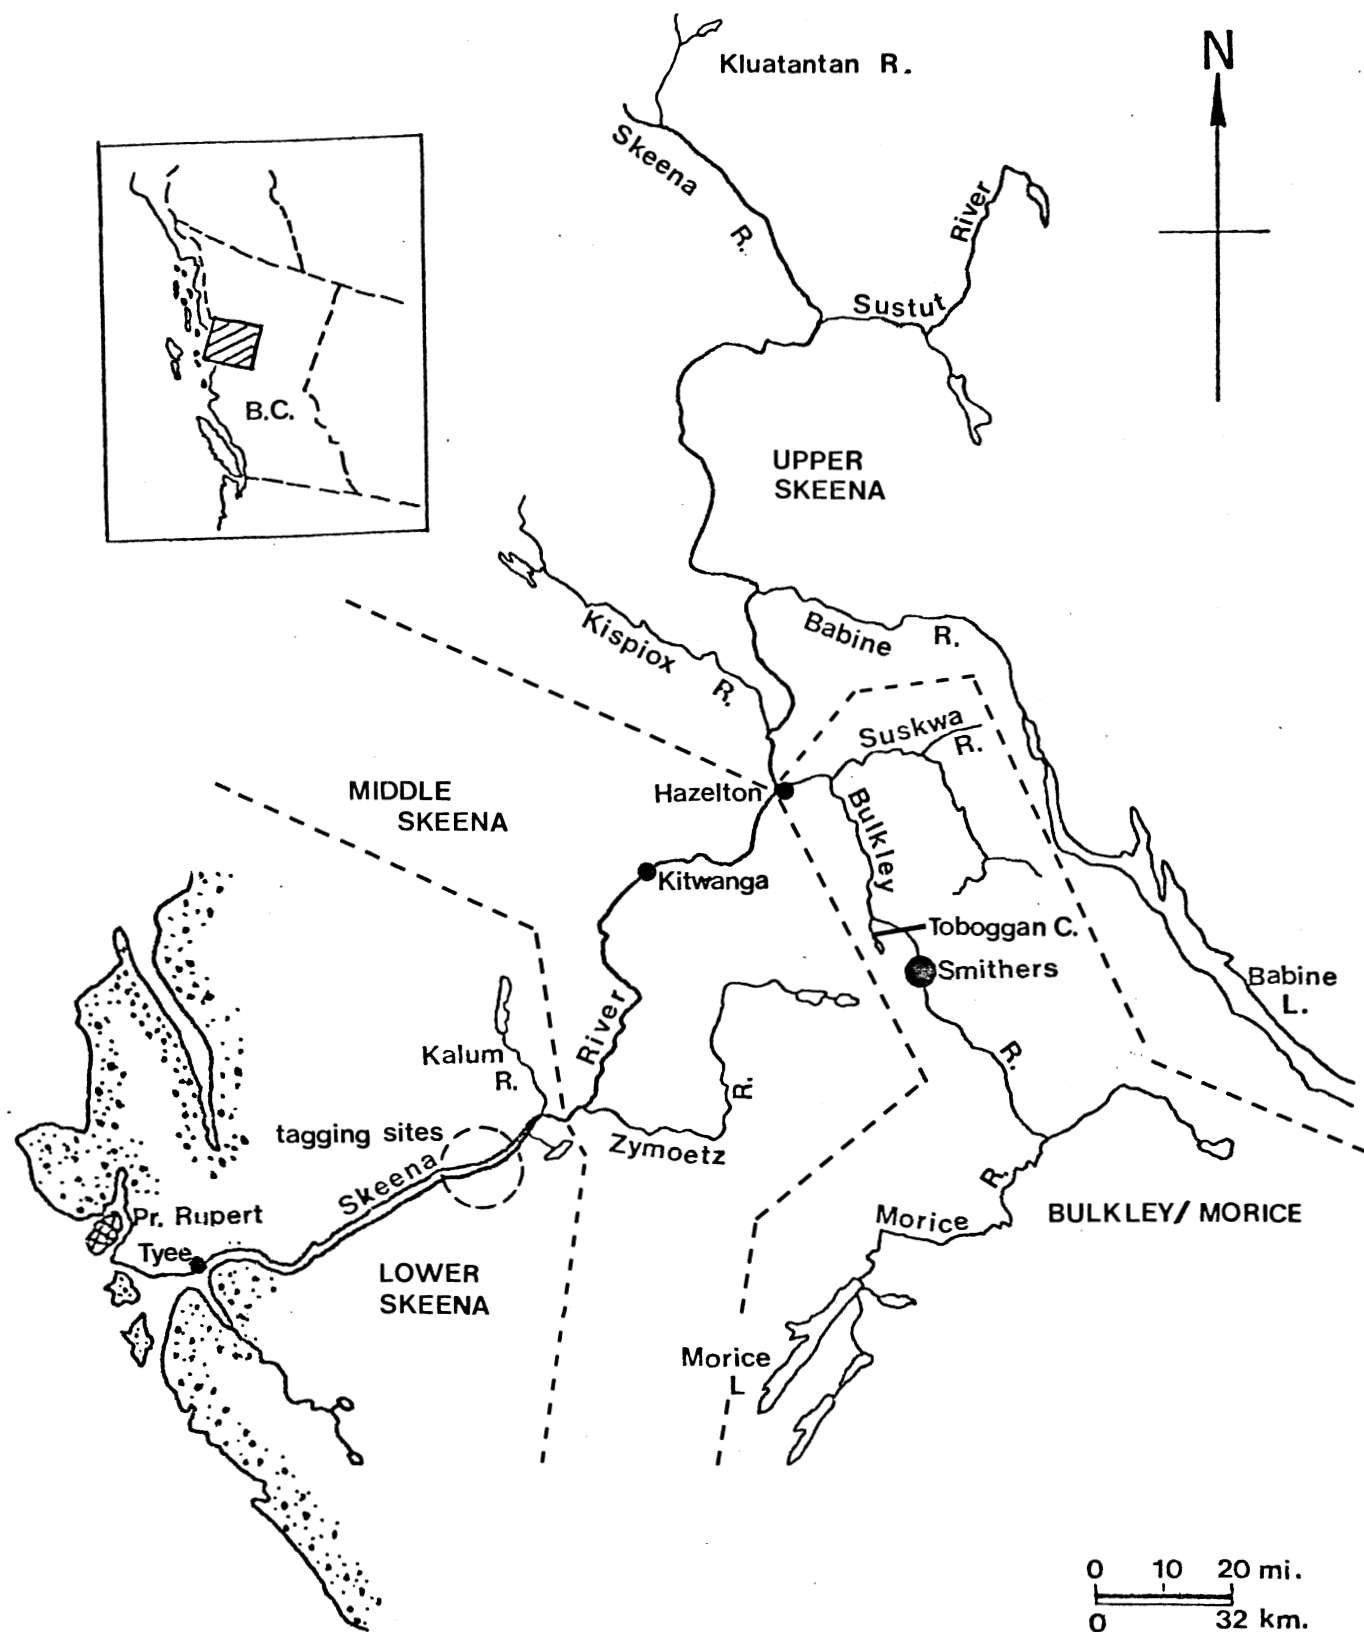 Kluatantan R.
N
Skeena
R.
River
Sustut
B.C.
UPPER
SKEENA
Kispiox
R.
Babine
R.
Suskwa
R.
MIDDLE
SKEENA
Hazelton
Bulkley
Kitwanga
Toboggan C.
Smithers
Babine
L.
River
Kalum
R.
R.
R.
tagging sites
Zymoetz
Skeena
R.
Pr. Rupert
Morice
BULKLEY/ MORICE
Tyee
LOWER
SKEENA
Morice
L
0 10 20 mi.
0 32 km.